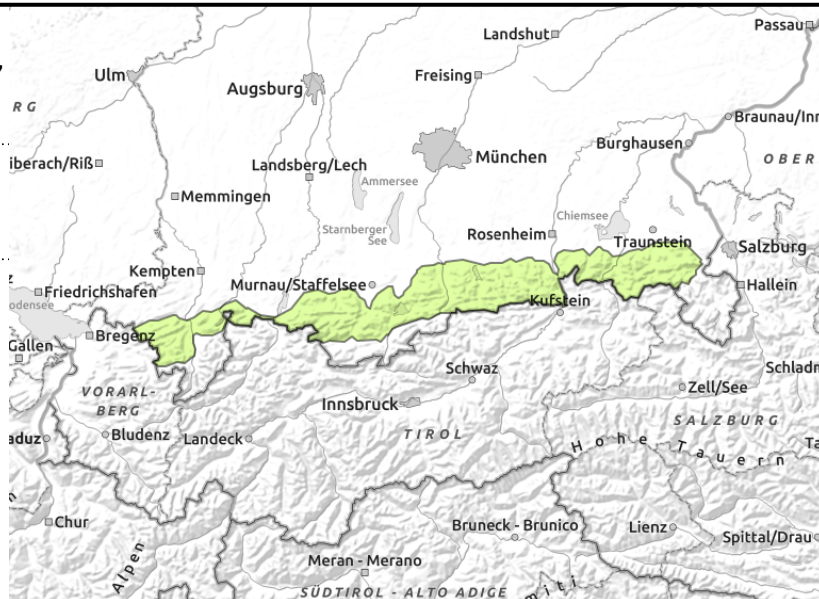 Passau
Landshut
Ulm
Freising
Augsburg
RG
Braunau/Inn
Burghausen
München
OBER
iberach/Riß
Landsberg/Lech
Ammersee
Memmingen
Chiemsee
Starnberger
See
Rosenheim
Traunstein
Salzburg
Kempten
Murnau/Staffelsee
Hallein
Friedrichshafen
odensee
Kufstein
Bregenz
Gallen
Schwaz
Schladm
Zell/See
VORARL-
BERG
Innsbruck
SALZBURG
TIROL
aduz
Bludenz
Landeck
Hohe Tauern
Ta
Chur
Bruneck - Brunico
Lienz
Spittal/Drau
Alpen
Meran - Merano
SÜDTIROL - ALTO ADIGE
miti